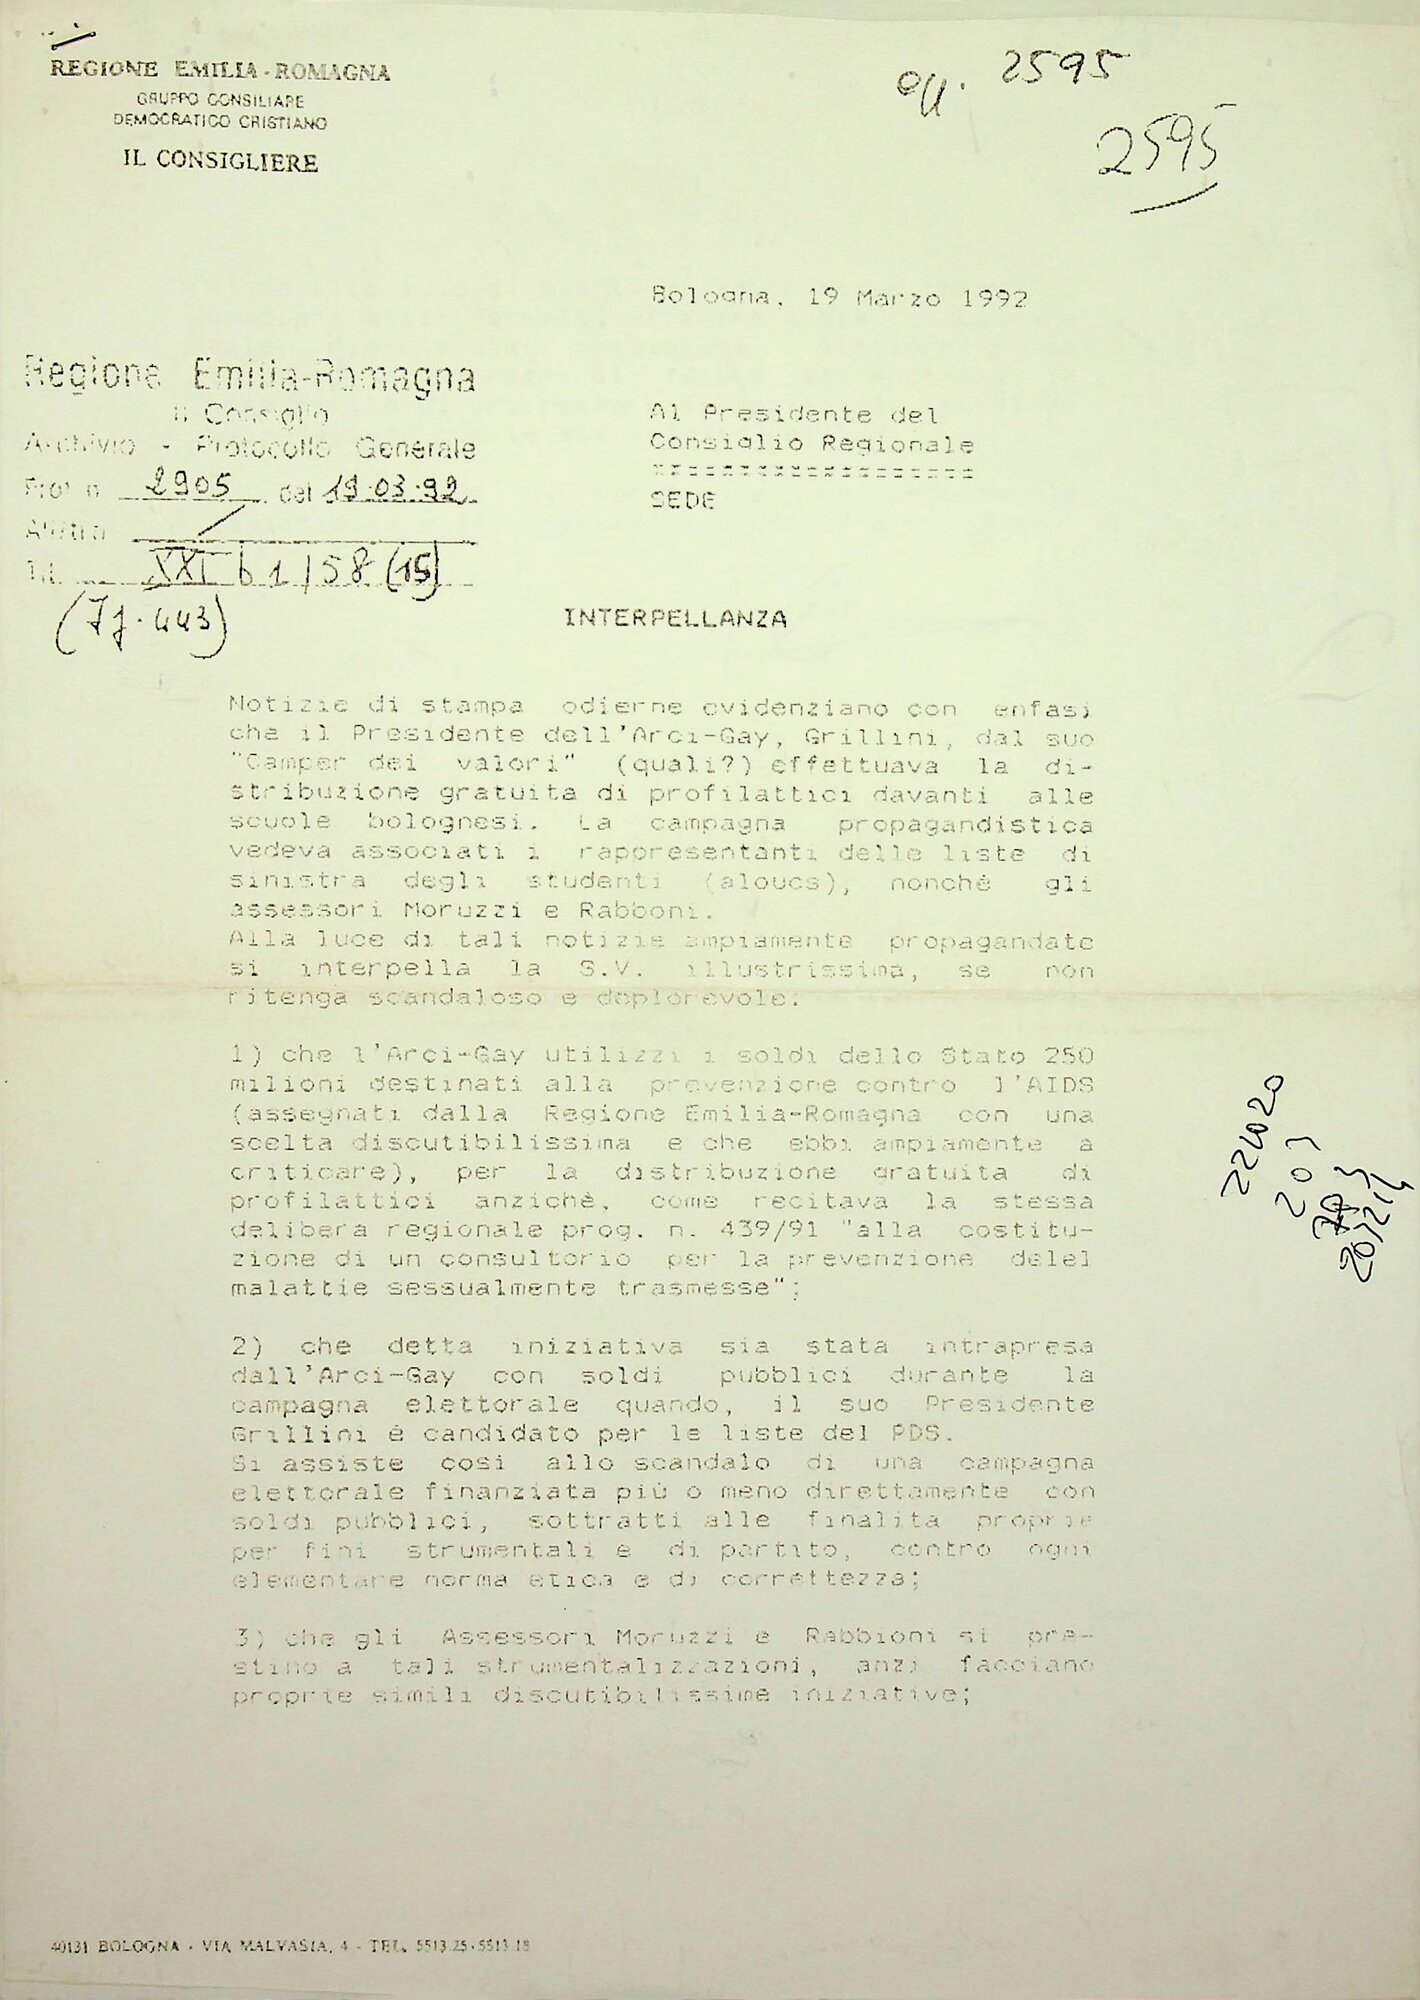 REGIONE EMILIA-ROMAGNA
GRUPPO CONSILIARE
DEMOCRATICO CRISTIANO
IL CONSIGLIERE
2595
2595
Bologna, 19 Marzo 1992
Regione Emilia-Romagna
Il Consiglio
Archivio - Protocollo Generale
Prot. n. 2905 del 19.03.92
Tit. XXI b 1/58 (15)
Al Presidente del
Consiglio Regionale
===================
SEDE
INTERPELLANZA
Notizie di stampa odierne evidenziano con enfasi
che il Presidente dell'Arci-Gay, Grillini, dal suo
"Camper dei valori" (quali?) effettuava la di-
stribuzione gratuita di profilattici davanti alle
scuole bolognesi. La campagna propagandistica
vedeva associati i rappresentanti delle liste di
sinistra degli studenti (aloucs), nonché gli
assessori Moruzzi e Rabboni.
Alla luce di tali notizie ampiamente propagandate
si interpella la S.V. illustrissima, se non
ritenga scandaloso e deplorevole:
1) che l'Arci-Gay utilizzi i soldi dello Stato 250
milioni destinati alla prevenzione contro l'AIDS
(assegnati dalla Regione Emilia-Romagna con una
scelta discutibilissima e che ebbi ampiamente a
criticare), per la distribuzione gratuita di
profilattici anzichè, come recitava la stessa
delibera regionale prog. n. 439/91 "alla costitu-
zione di un consultorio per la prevenzione delel
malattie sessualmente trasmesse";
2) che detta iniziativa sia stata intrapresa
dall'Arci-Gay con soldi pubblici durante la
campagna elettorale quando, il suo Presidente
Grillini é candidato per le liste del PDS.
Si assiste così allo scandalo di una campagna
elettorale finanziata più o meno direttamente con
soldi pubblici, sottratti alle finalità proprie
per fini strumentali e di partito, contro ogni
elementare norma etica e di correttezza;
3) che gli Assessori Moruzzi e Rabbioni si pre-
stino a tali strumentalizzazioni, anzi facciano
proprie simili discutibilissime iniziative;
40131 BOLOGNA - VIA MALVASIA, 4 - TEL. 5513.25-5513.18